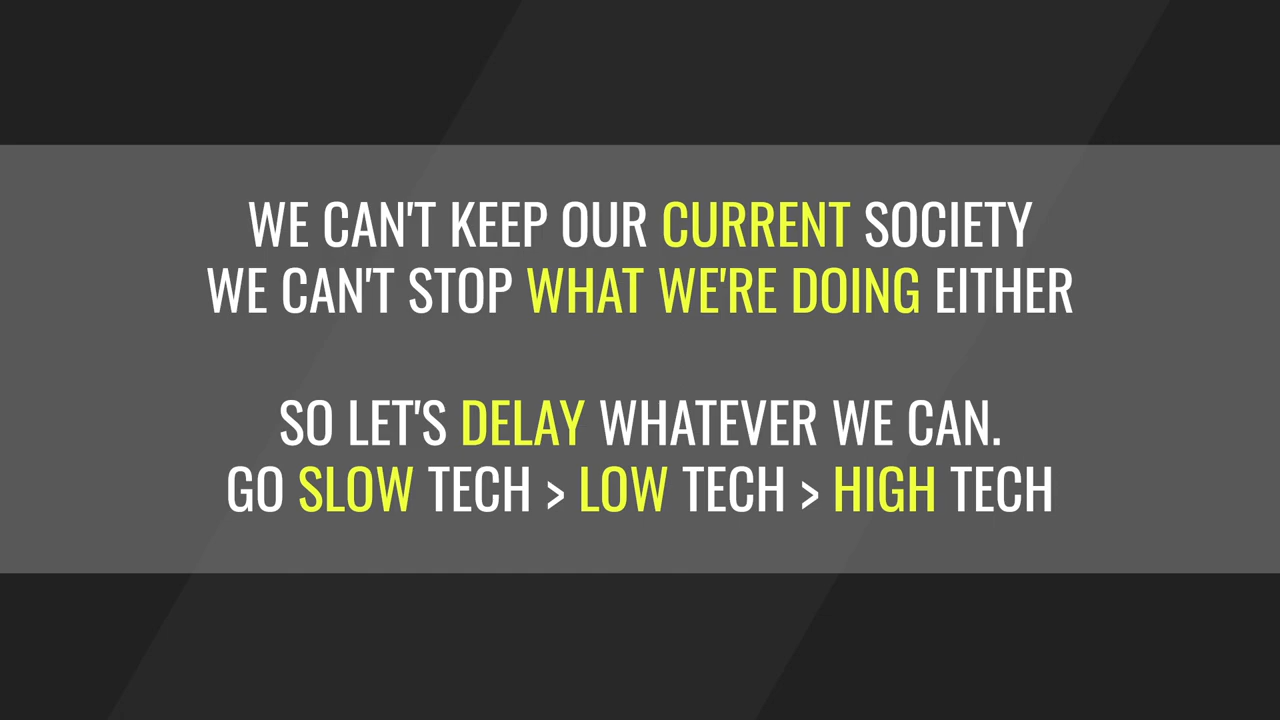 WE CAN'T KEEP OUR CURRENT SOCIETY
WE CAN'T STOP WHAT WE'RE DOING EITHER
SO LET'S DELAY WHATEVER WE CAN.
GO SLOW TECH > LOW TECH > HIGH TECH